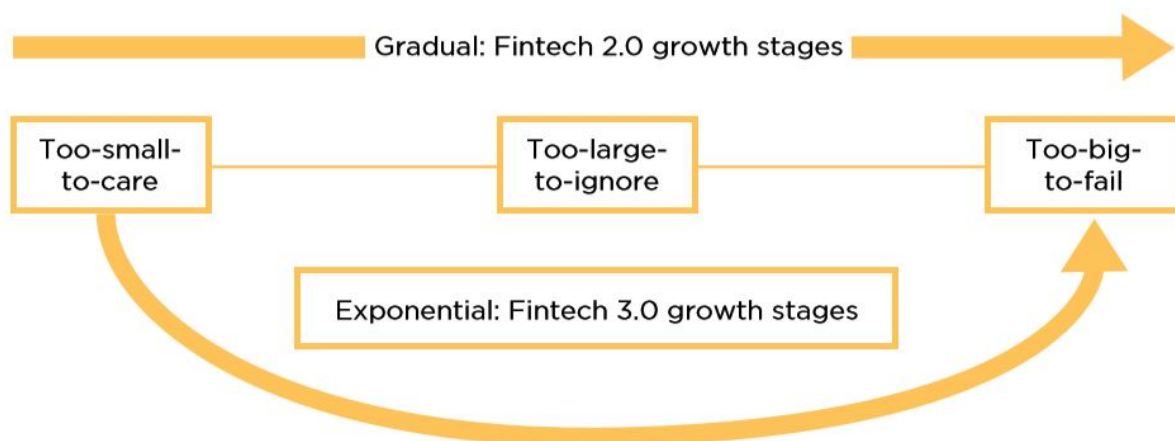 Gradual: Fintech 2.0 growth stages
Too-small-
to-care
Too-large-
to-ignore
Too-big-
to-fail
Exponential: Fintech 3.0 growth stages